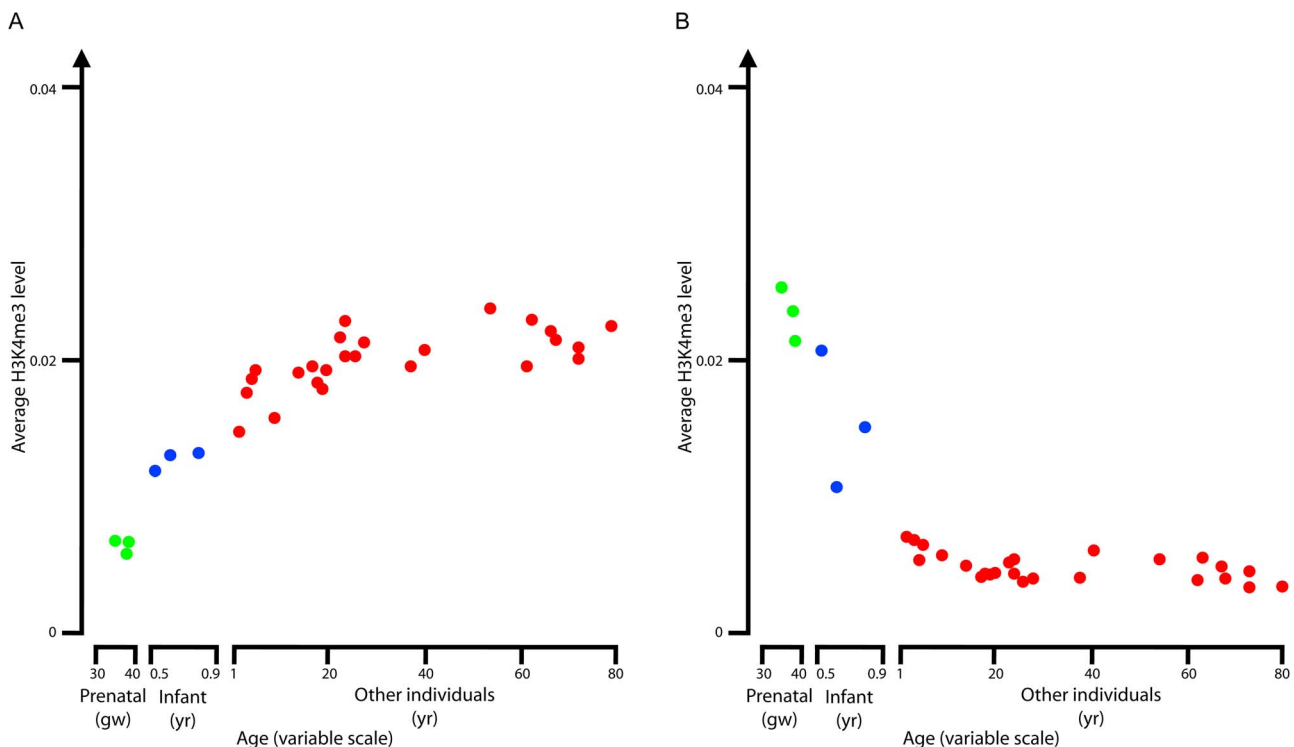 A
0.04
0.02
0
Average H3K4me3 level
30 40
0.5 0.9
1 20 40 60 80
Prenatal
(gw)
Infant
(yr)
Other individuals
(yr)
Age (variable scale)
B
0.04
0.02
0
Average H3K4me3 level
30 40
0.5 0.9
1 20 40 60 80
Prenatal
(gw)
Infant
(yr)
Other individuals
(yr)
Age (variable scale)